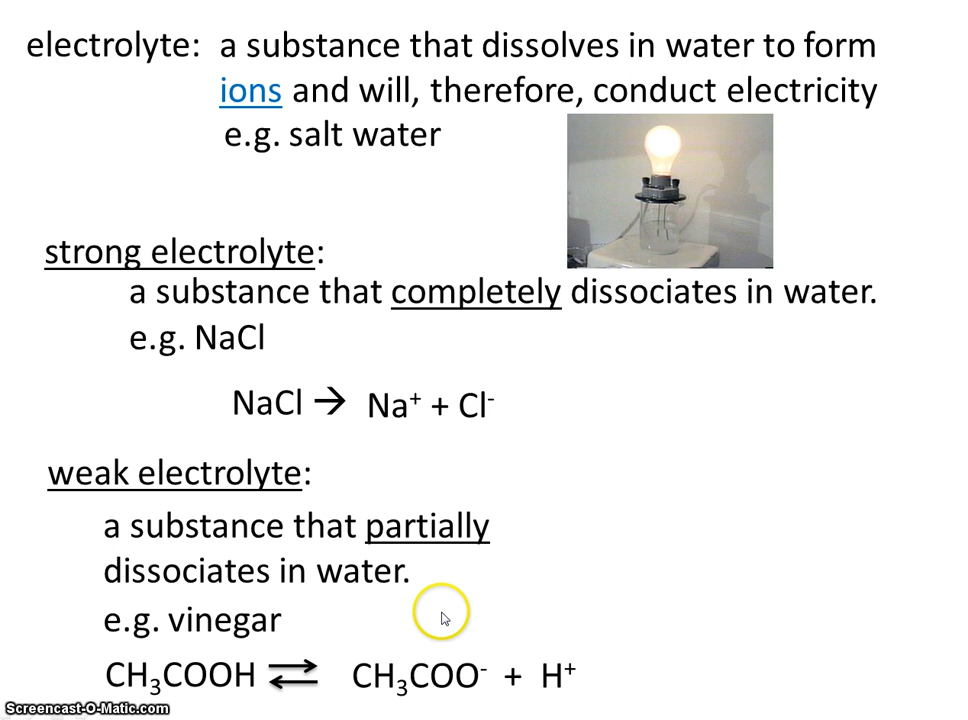 electrolyte: a substance that dissolves in water to form
ions and will, therefore, conduct electricity
e.g. salt water
strong electrolyte:
a substance that completely dissociates in water.
e.g. NaCl
NaCl → Na⁺ + Cl⁻
weak electrolyte:
a substance that partially
dissociates in water.
e.g. vinegar
CH₃COOH ⇄ CH₃COO⁻ + H⁺
Screencast-O-Matic.com